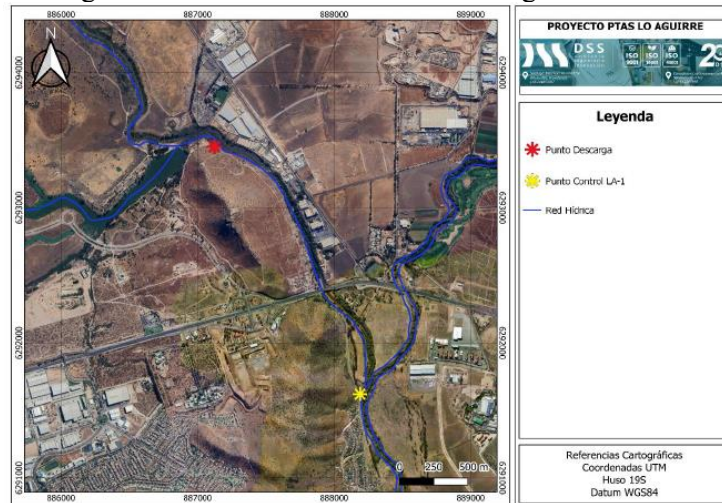 886000 887000 888000 889000
N
6294000 6294000
6293000 6293000
6292000 6292000
6291000 6291000
0 250 500 m
886000 887000 888000 889000
PROYECTO PTAS LO AGUIRRE
DSS
ISO ISO ISO
Leyenda
Punto Descarga
Punto Control LA-1
Red Hídrica
Referencias Cartográficas
Coordenadas UTM
Huso 19S
Datum WGS84